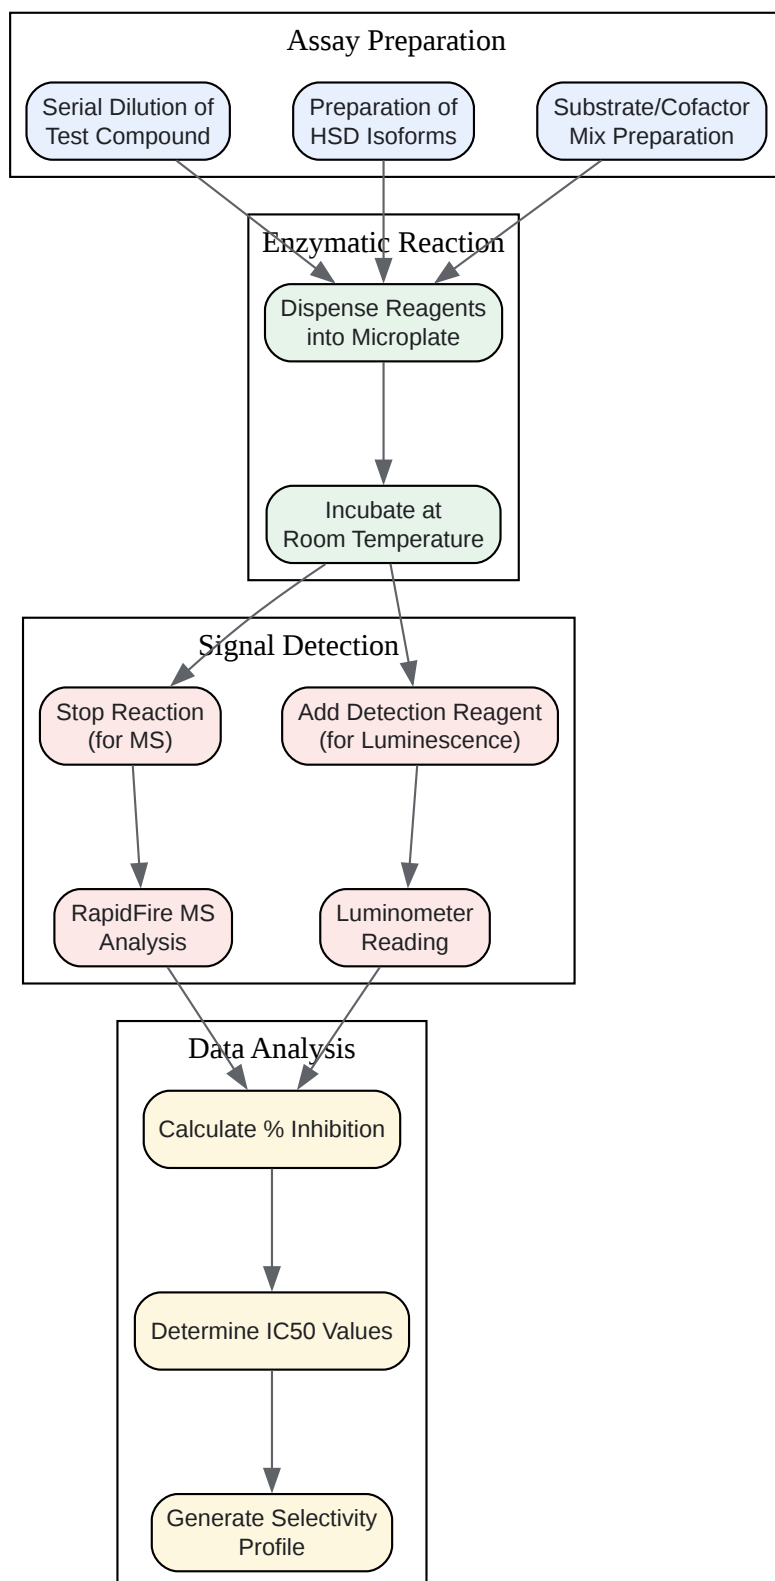 Assay Preparation
Serial Dilution of
Test Compound
Preparation of
HSD Isoforms
Substrate/Cofactor
Mix Preparation
Enzymatic Reaction
Dispense Reagents
into Microplate
Incubate at
Room Temperature
Signal Detection
Stop Reaction
(for MS)
Add Detection Reagent
(for Luminescence)
RapidFire MS
Analysis
Luminometer
Reading
Data Analysis
Calculate % Inhibition
Determine IC50 Values
Generate Selectivity
Profile